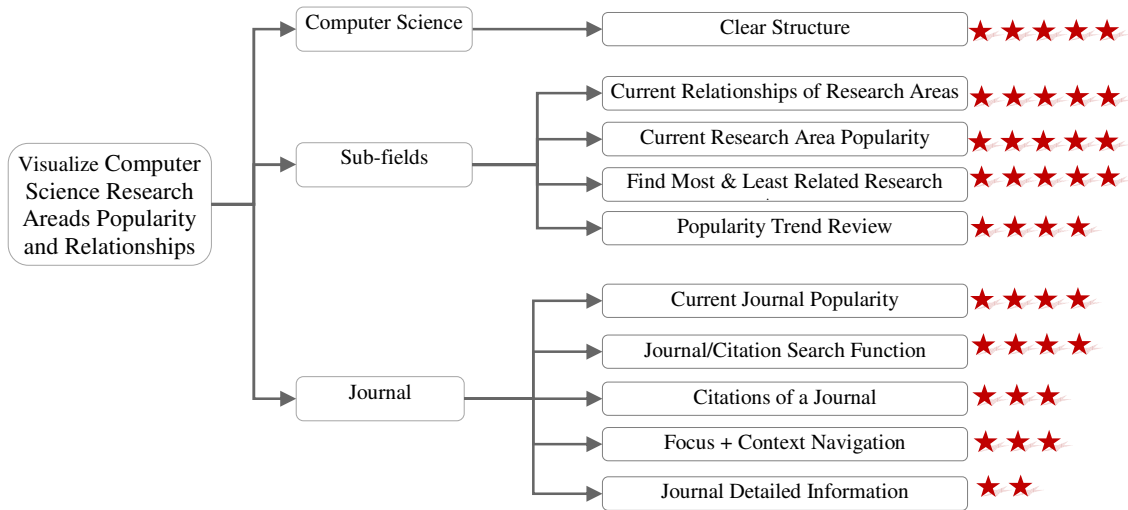 Computer Science
Clear Structure
Current Relationships of Research Areas
Current Research Area Popularity
Visualize Computer
Science Research
Areads Popularity
and Relationships
Sub-fields
Find Most & Least Related Research
Popularity Trend Review
Current Journal Popularity
Journal/Citation Search Function
Journal
Citations of a Journal
Focus + Context Navigation
Journal Detailed Information